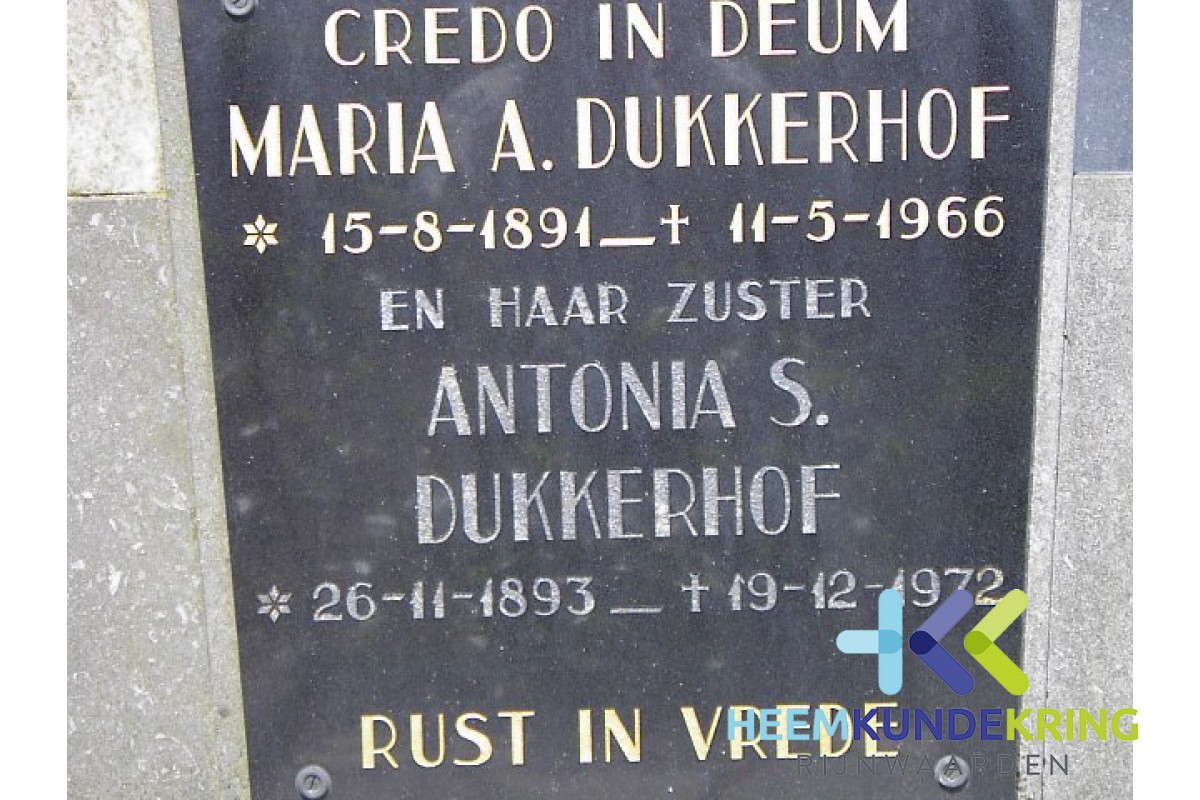 CREDO IN DEUM
MARIA A. DUKKERHOF
* 15-8-1891 — † 11-5-1966
EN HAAR ZUSTER
ANTONIA S.
DUKKERHOF
* 26-11-1893 — † 19-12-1972
RUST IN VREDE
HEEMKUNDEKRING
RIJNWAARDEN